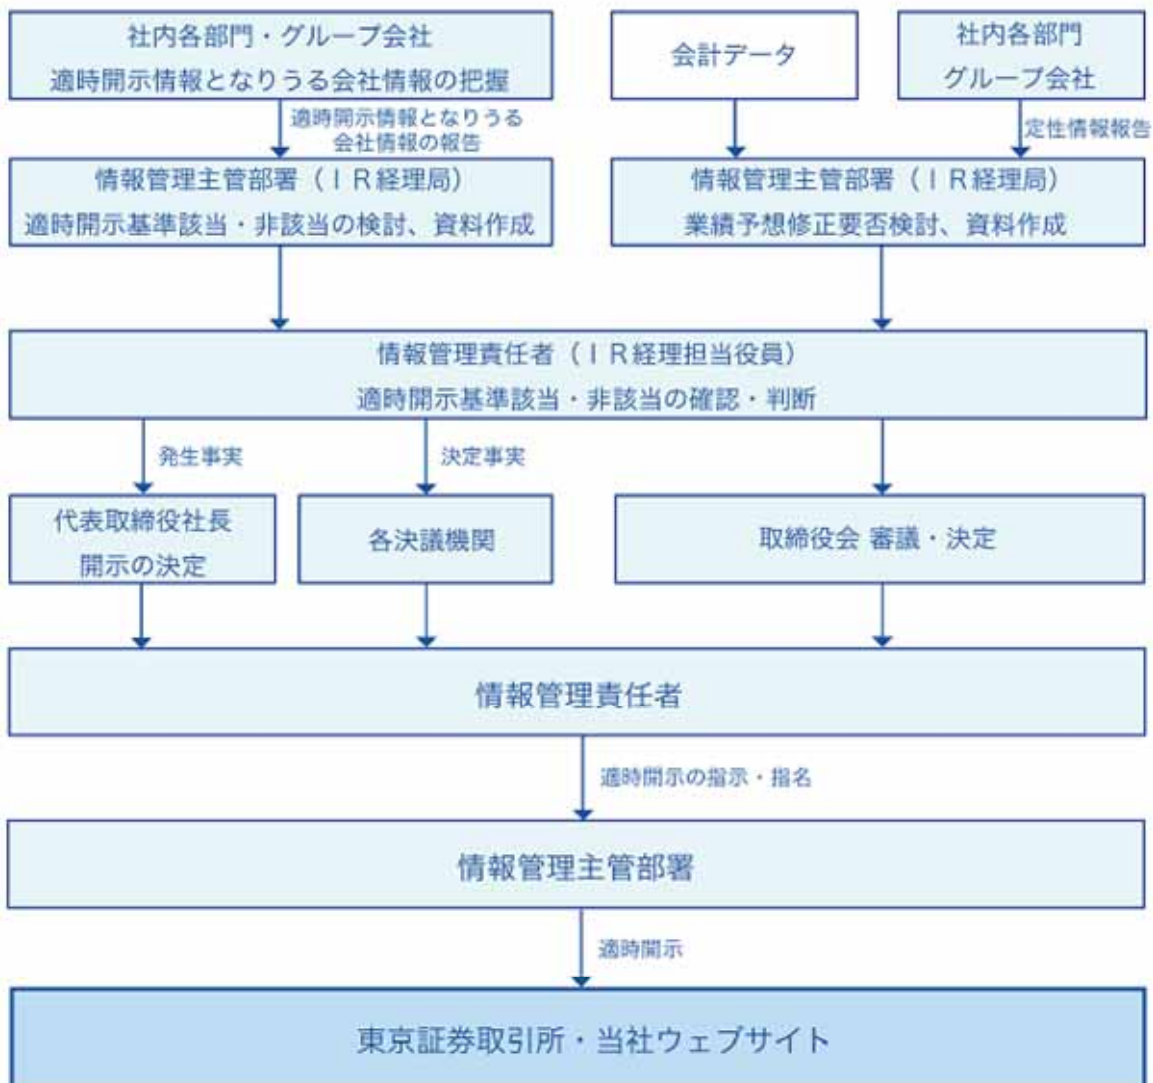 社内各部門・グループ会社
適時開示情報となりうる会社情報の把握
会計データ
社内各部門
グループ会社
適時開示情報となりうる
会社情報の報告
定性情報報告
情報管理主管部署（ＩＲ経理局）
適時開示基準該当・非該当の検討、資料作成
情報管理主管部署（ＩＲ経理局）
業績予想修正要否検討、資料作成
情報管理責任者（ＩＲ経理担当役員）
適時開示基準該当・非該当の確認・判断
発生事実
決定事実
代表取締役社長
開示の決定
各決議機関
取締役会 審議・決定
情報管理責任者
適時開示の指示・指名
情報管理主管部署
適時開示
東京証券取引所・当社ウェブサイト